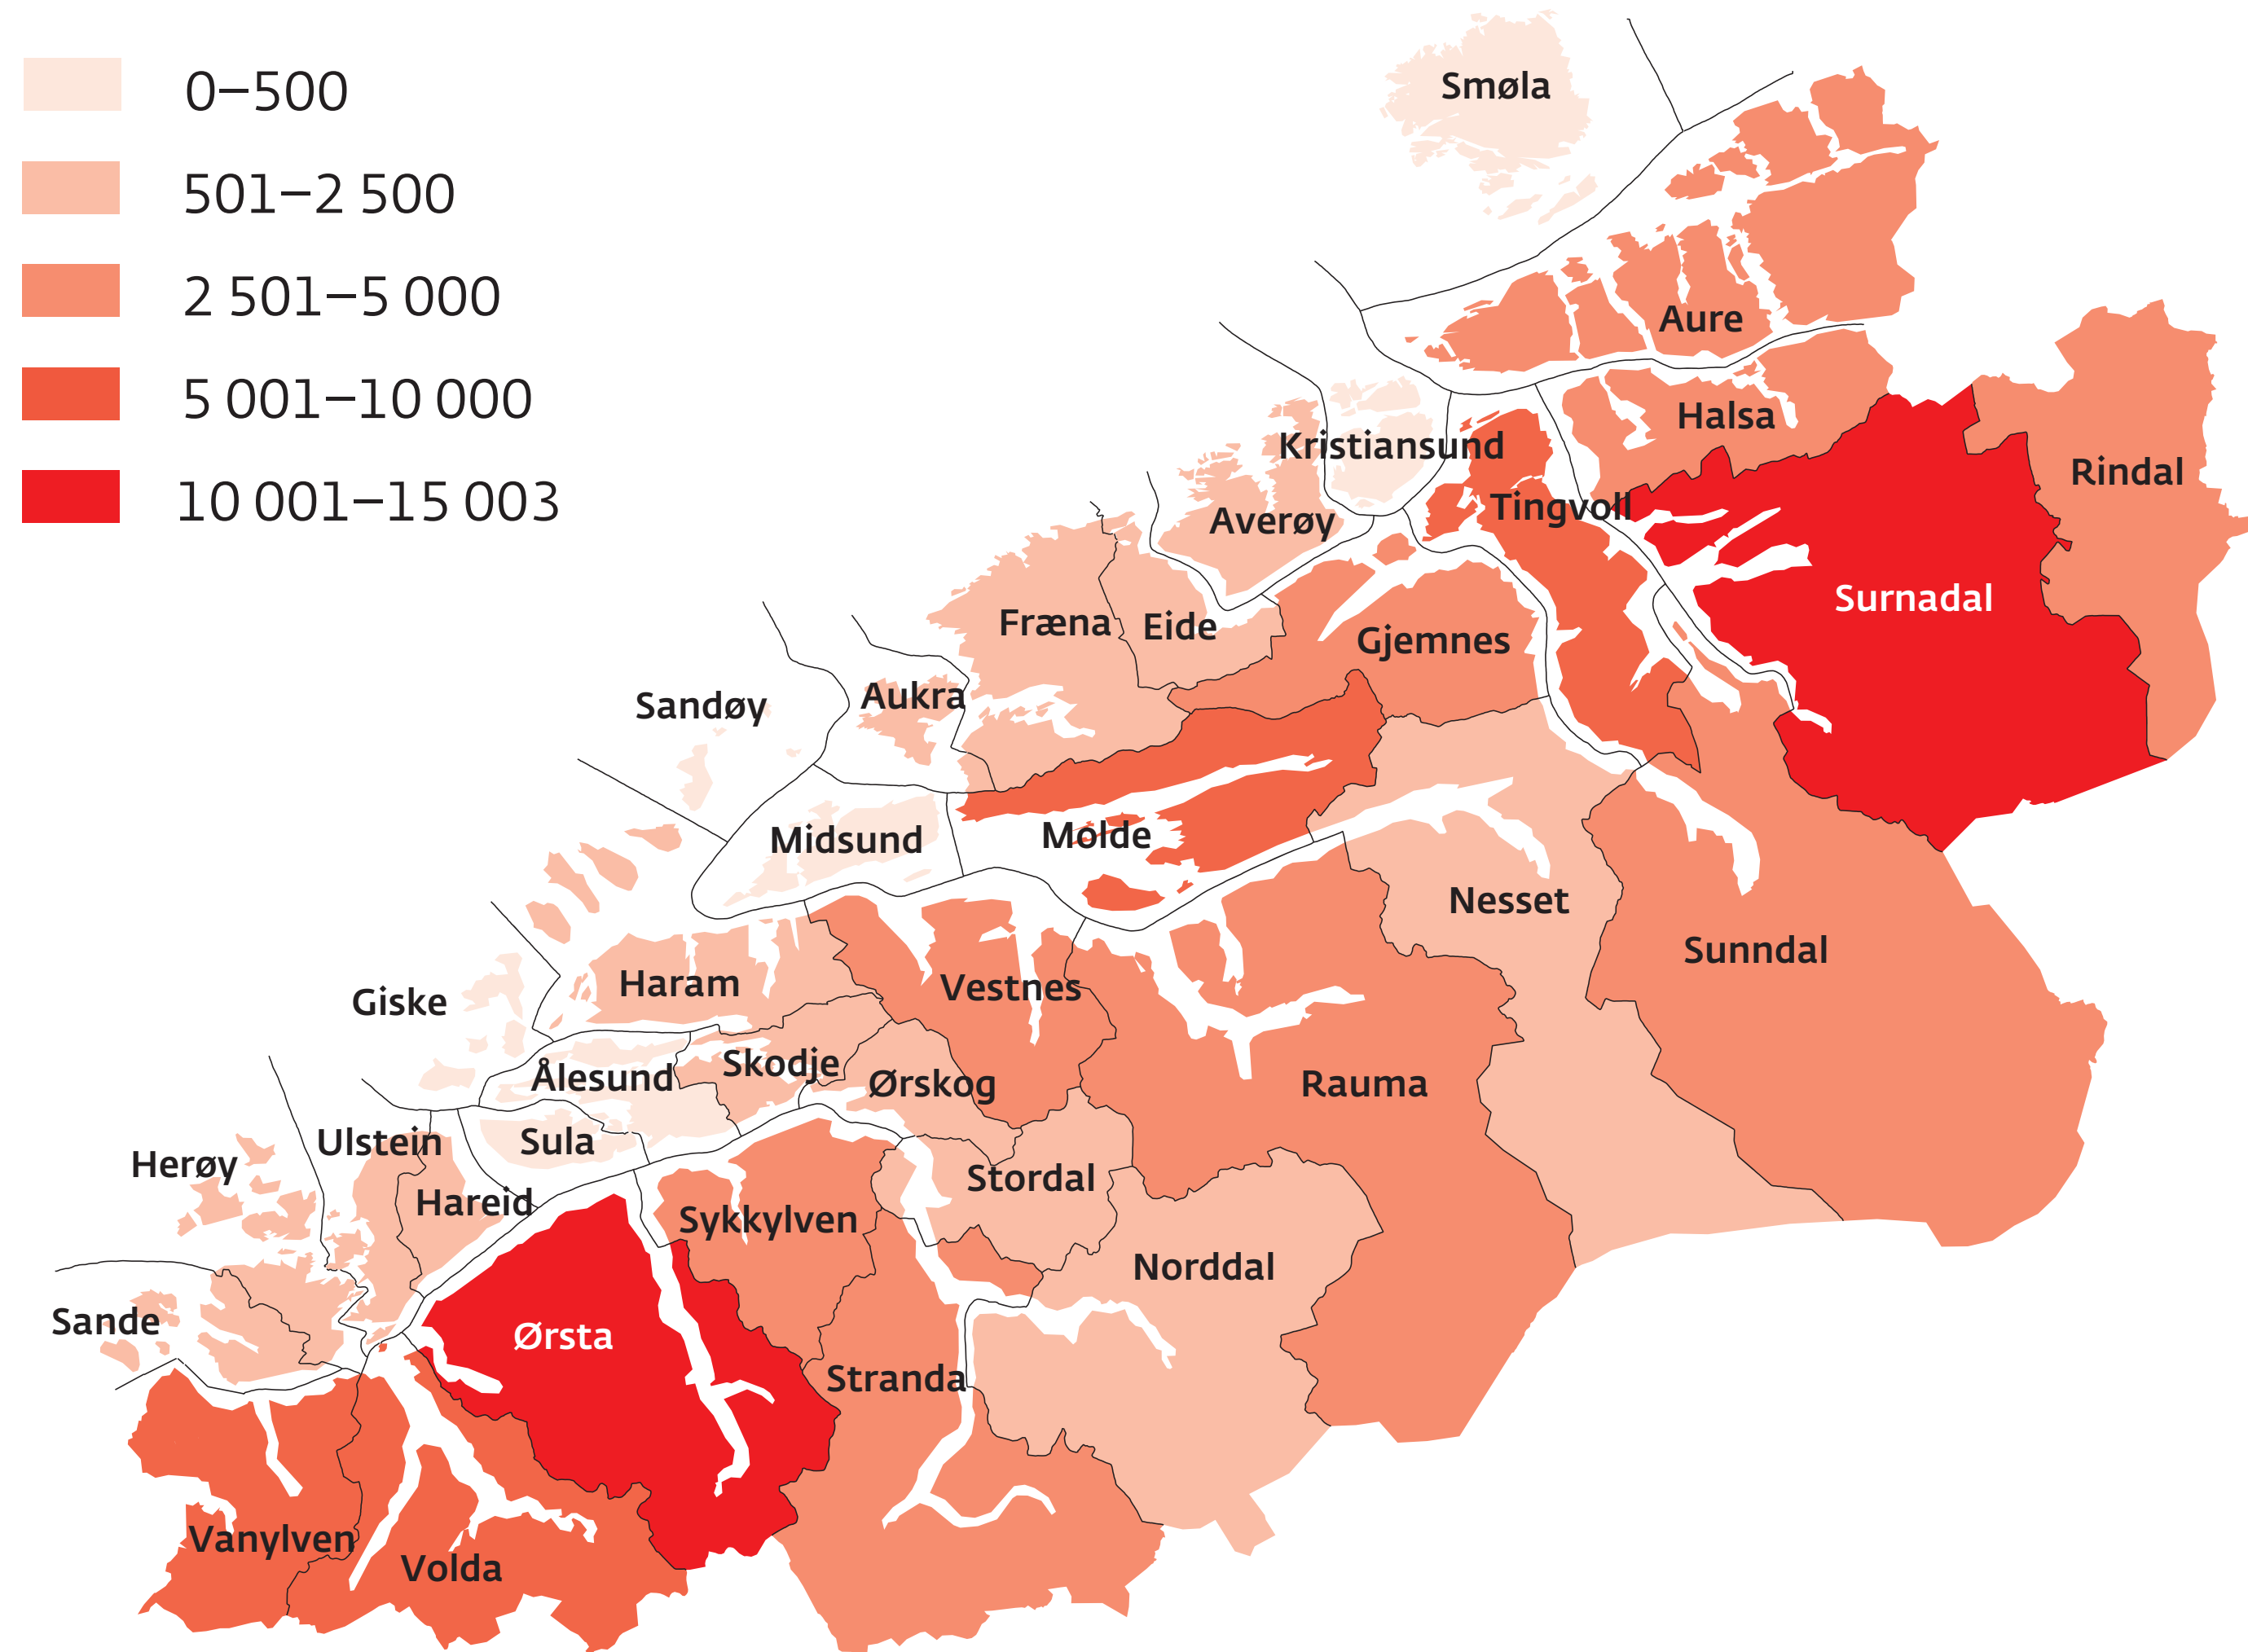 0–500
501–2 500
2 501–5 000
5 001–10 000
10 001–15 003
Smøla
Aure
Halsa
Kristiansund
Rindal
Tingvoll
Averøy
Surnadal
Fræna
Eide
Gjemnes
Aukra
Sandøy
Molde
Midsund
Nesset
Sunndal
Haram
Vestnes
Giske
Skodje
Ålesund
Ørskog
Rauma
Sula
Ulstein
Herøy
Stordal
Hareid
Sykkylven
Norddal
Sande
Ørsta
Stranda
Vanylven
Volda